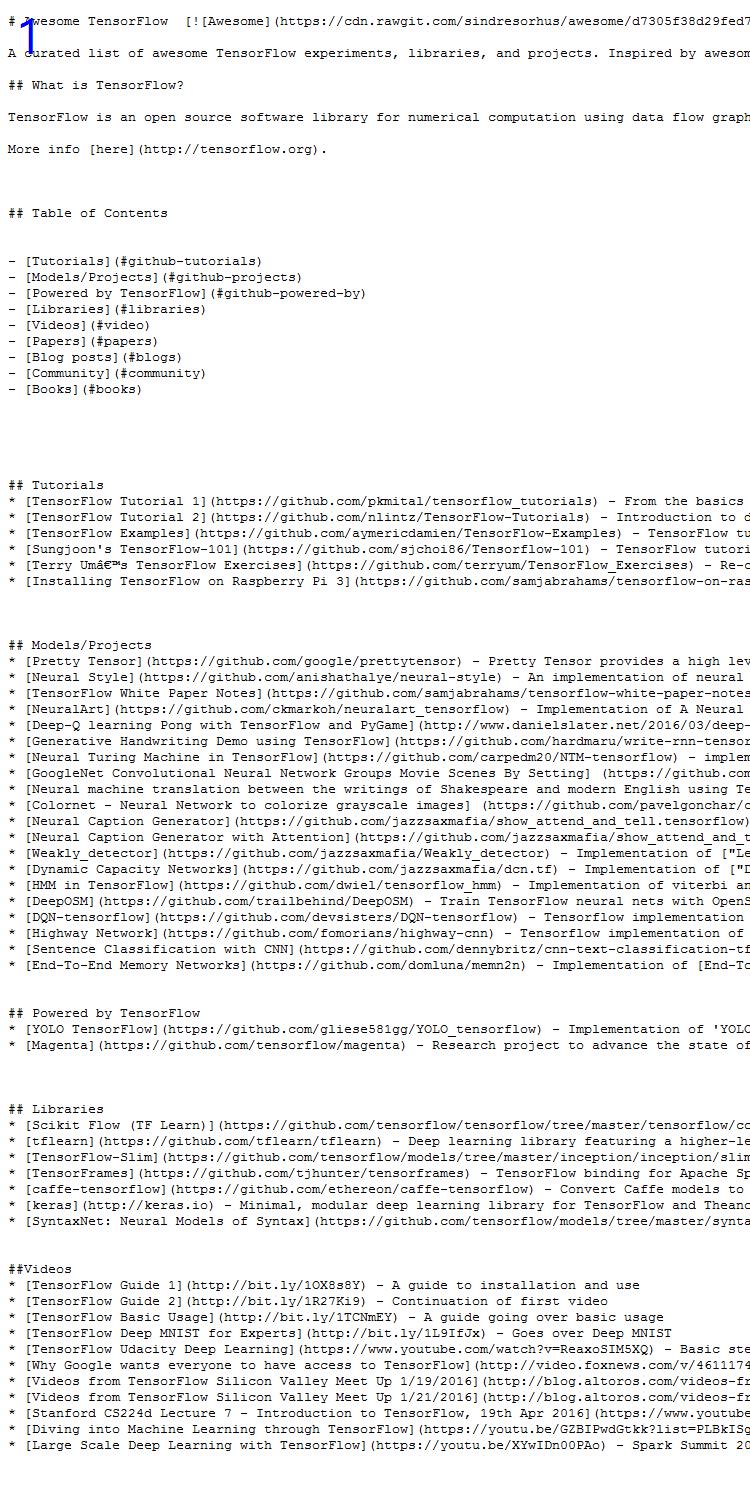 # Awesome TensorFlow  [![Awesome](https://cdn.rawgit.com/sindresorhus/awesome/d7305f38d29fed7
1
A curated list of awesome TensorFlow experiments, libraries, and projects. Inspired by awesom
## What is TensorFlow?
TensorFlow is an open source software library for numerical computation using data flow graph
More info [here](http://tensorflow.org).
## Table of Contents
- [Tutorials](#github-tutorials)
- [Models/Projects](#github-projects)
- [Powered by TensorFlow](#github-powered-by)
- [Libraries](#libraries)
- [Videos](#video)
- [Papers](#papers)
- [Blog posts](#blogs)
- [Community](#community)
- [Books](#books)
## Tutorials
* [TensorFlow Tutorial 1](https://github.com/pkmital/tensorflow_tutorials) - From the basics
* [TensorFlow Tutorial 2](https://github.com/nlintz/TensorFlow-Tutorials) - Introduction to d
* [TensorFlow Examples](https://github.com/aymericdamien/TensorFlow-Examples) - TensorFlow tu
* [Sungjoon's TensorFlow-101](https://github.com/sjchoi86/Tensorflow-101) - TensorFlow tutori
* [Terry Umâ€™s TensorFlow Exercises](https://github.com/terryum/TensorFlow_Exercises) - Re-c
* [Installing TensorFlow on Raspberry Pi 3](https://github.com/samjabrahams/tensorflow-on-ras
## Models/Projects
* [Pretty Tensor](https://github.com/google/prettytensor) - Pretty Tensor provides a high lev
* [Neural Style](https://github.com/anishathalye/neural-style) - An implementation of neural
* [TensorFlow White Paper Notes](https://github.com/samjabrahams/tensorflow-white-paper-notes
* [NeuralArt](https://github.com/ckmarkoh/neuralart_tensorflow) - Implementation of A Neural
* [Deep-Q learning Pong with TensorFlow and PyGame](http://www.danielslater.net/2016/03/deep-
* [Generative Handwriting Demo using TensorFlow](https://github.com/hardmaru/write-rnn-tensor
* [Neural Turing Machine in TensorFlow](https://github.com/carpedm20/NTM-tensorflow) - implem
* [GoogleNet Convolutional Neural Network Groups Movie Scenes By Setting] (https://github.com
* [Neural machine translation between the writings of Shakespeare and modern English using Te
* [Colornet - Neural Network to colorize grayscale images] (https://github.com/pavelgonchar/c
* [Neural Caption Generator](https://github.com/jazzsaxmafia/show_attend_and_tell.tensorflow)
* [Neural Caption Generator with Attention](https://github.com/jazzsaxmafia/show_attend_and_t
* [Weakly_detector](https://github.com/jazzsaxmafia/Weakly_detector) - Implementation of ["Le
* [Dynamic Capacity Networks](https://github.com/jazzsaxmafia/dcn.tf) - Implementation of ["D
* [HMM in TensorFlow](https://github.com/dwiel/tensorflow_hmm) - Implementation of viterbi an
* [DeepOSM](https://github.com/trailbehind/DeepOSM) - Train TensorFlow neural nets with OpenS
* [DQN-tensorflow](https://github.com/devsisters/DQN-tensorflow) - Tensorflow implementation
* [Highway Network](https://github.com/fomorians/highway-cnn) - Tensorflow implementation of
* [Sentence Classification with CNN](https://github.com/dennybritz/cnn-text-classification-tf
* [End-To-End Memory Networks](https://github.com/domluna/memn2n) - Implementation of [End-To
## Powered by TensorFlow
* [YOLO TensorFlow](https://github.com/gliese581gg/YOLO_tensorflow) - Implementation of 'YOLO
* [Magenta](https://github.com/tensorflow/magenta) - Research project to advance the state of
## Libraries
* [Scikit Flow (TF Learn)](https://github.com/tensorflow/tensorflow/tree/master/tensorflow/co
* [tflearn](https://github.com/tflearn/tflearn) - Deep learning library featuring a higher-le
* [TensorFlow-Slim](https://github.com/tensorflow/models/tree/master/inception/inception/slim
* [TensorFrames](https://github.com/tjhunter/tensorframes) - TensorFlow binding for Apache Sp
* [caffe-tensorflow](https://github.com/ethereon/caffe-tensorflow) - Convert Caffe models to
* [keras](http://keras.io) - Minimal, modular deep learning library for TensorFlow and Theano
* [SyntaxNet: Neural Models of Syntax](https://github.com/tensorflow/models/tree/master/synta
##Videos
* [TensorFlow Guide 1](http://bit.ly/1OX8s8Y) - A guide to installation and use
* [TensorFlow Guide 2](http://bit.ly/1R27Ki9) - Continuation of first video
* [TensorFlow Basic Usage](http://bit.ly/1TCNmEY) - A guide going over basic usage
* [TensorFlow Deep MNIST for Experts](http://bit.ly/1L9IfJx) - Goes over Deep MNIST
* [TensorFlow Udacity Deep Learning](https://www.youtube.com/watch?v=ReaxoSIM5XQ) - Basic ste
* [Why Google wants everyone to have access to TensorFlow](http://video.foxnews.com/v/4611174
* [Videos from TensorFlow Silicon Valley Meet Up 1/19/2016](http://blog.altoros.com/videos-fr
* [Videos from TensorFlow Silicon Valley Meet Up 1/21/2016](http://blog.altoros.com/videos-fr
* [Stanford CS224d Lecture 7 - Introduction to TensorFlow, 19th Apr 2016](https://www.youtube
* [Diving into Machine Learning through TensorFlow](https://youtu.be/GZBIPwdGtkk?list=PLBkISg
* [Large Scale Deep Learning with TensorFlow](https://youtu.be/XYwIDn00PAo) - Spark Summit 20